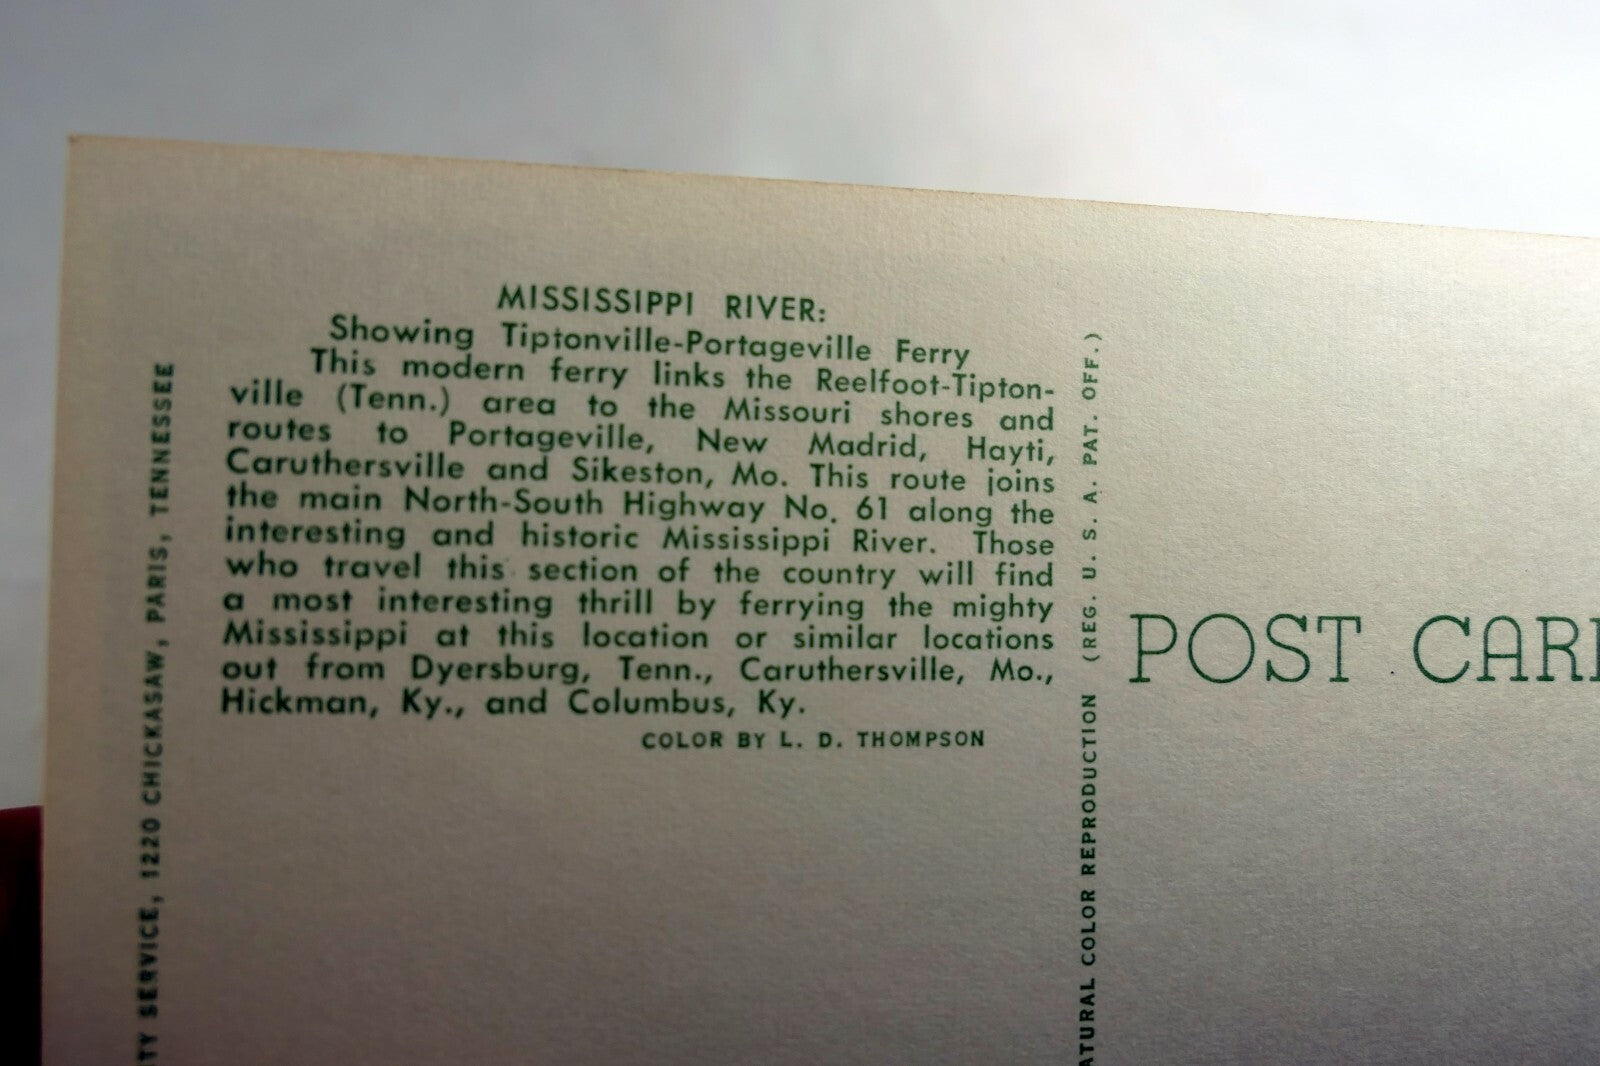 MISSISSIPPI RIVER:
Showing Tiptonville-Portageville Ferry
This modern ferry links the Reelfoot-Tipton-
ville (Tenn.) area to the Missouri shores and
routes to Portageville, New Madrid, Hayti,
Caruthersville and Sikeston, Mo. This route joins
the main North-South Highway No. 61 along the
interesting and historic Mississippi River. Those
who travel this section of the country will find
a most interesting thrill by ferrying the mighty
Mississippi at this location or similar locations
out from Dyersburg, Tenn., Caruthersville, Mo.,
Hickman, Ky., and Columbus, Ky.
COLOR BY L. D. THOMPSON
TY SERVICE, 1220 CHICKASAW, PARIS, TENNESSEE
ATURAL COLOR REPRODUCTION (REG. U. S. A. PAT. OFF.)
POST CAR